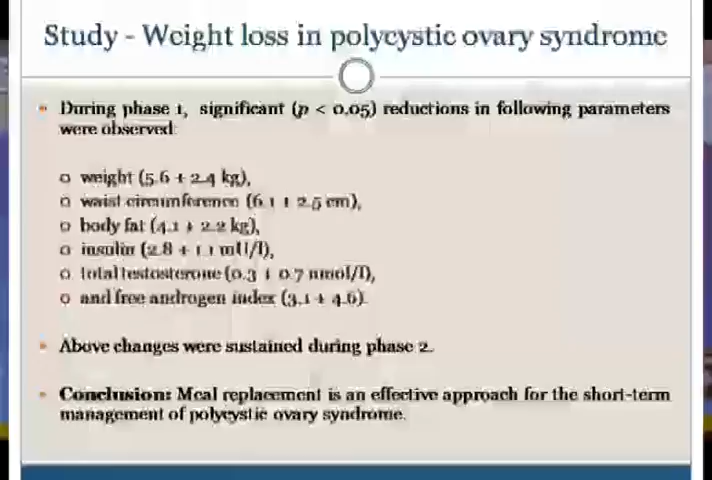 Study - Weight loss in polycystic ovary syndrome
During phase 1, significant (p < 0.05) reductions in following parameters
were observed:
weight (5.6 + 2.4 kg),
waist circumference (6.1 + 2.5 cm),
body fat (4.1 + 2.2 kg),
insulin (2.8 + 1.1 mU/l),
total testosterone (0.3 + 0.7 nmol/l),
and free androgen index (3.1 + 4.6).
Above changes were sustained during phase 2.
Conclusion: Meal replacement is an effective approach for the short-term
management of polycystic ovary syndrome.